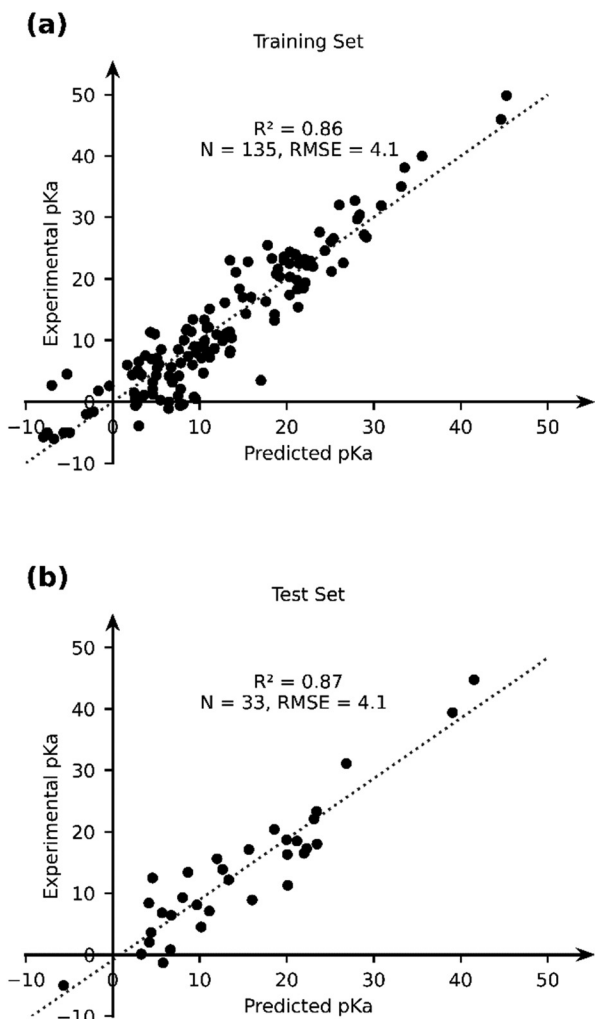 (a)
Training Set
R² = 0.86
N = 135, RMSE = 4.1
Experimental pKa
50
40
30
20
10
0
−10
−10 0 10 20 30 40 50
Predicted pKa
(b)
Test Set
R² = 0.87
N = 33, RMSE = 4.1
Experimental pKa
50
40
30
20
10
0
−10
−10 0 10 20 30 40 50
Predicted pKa